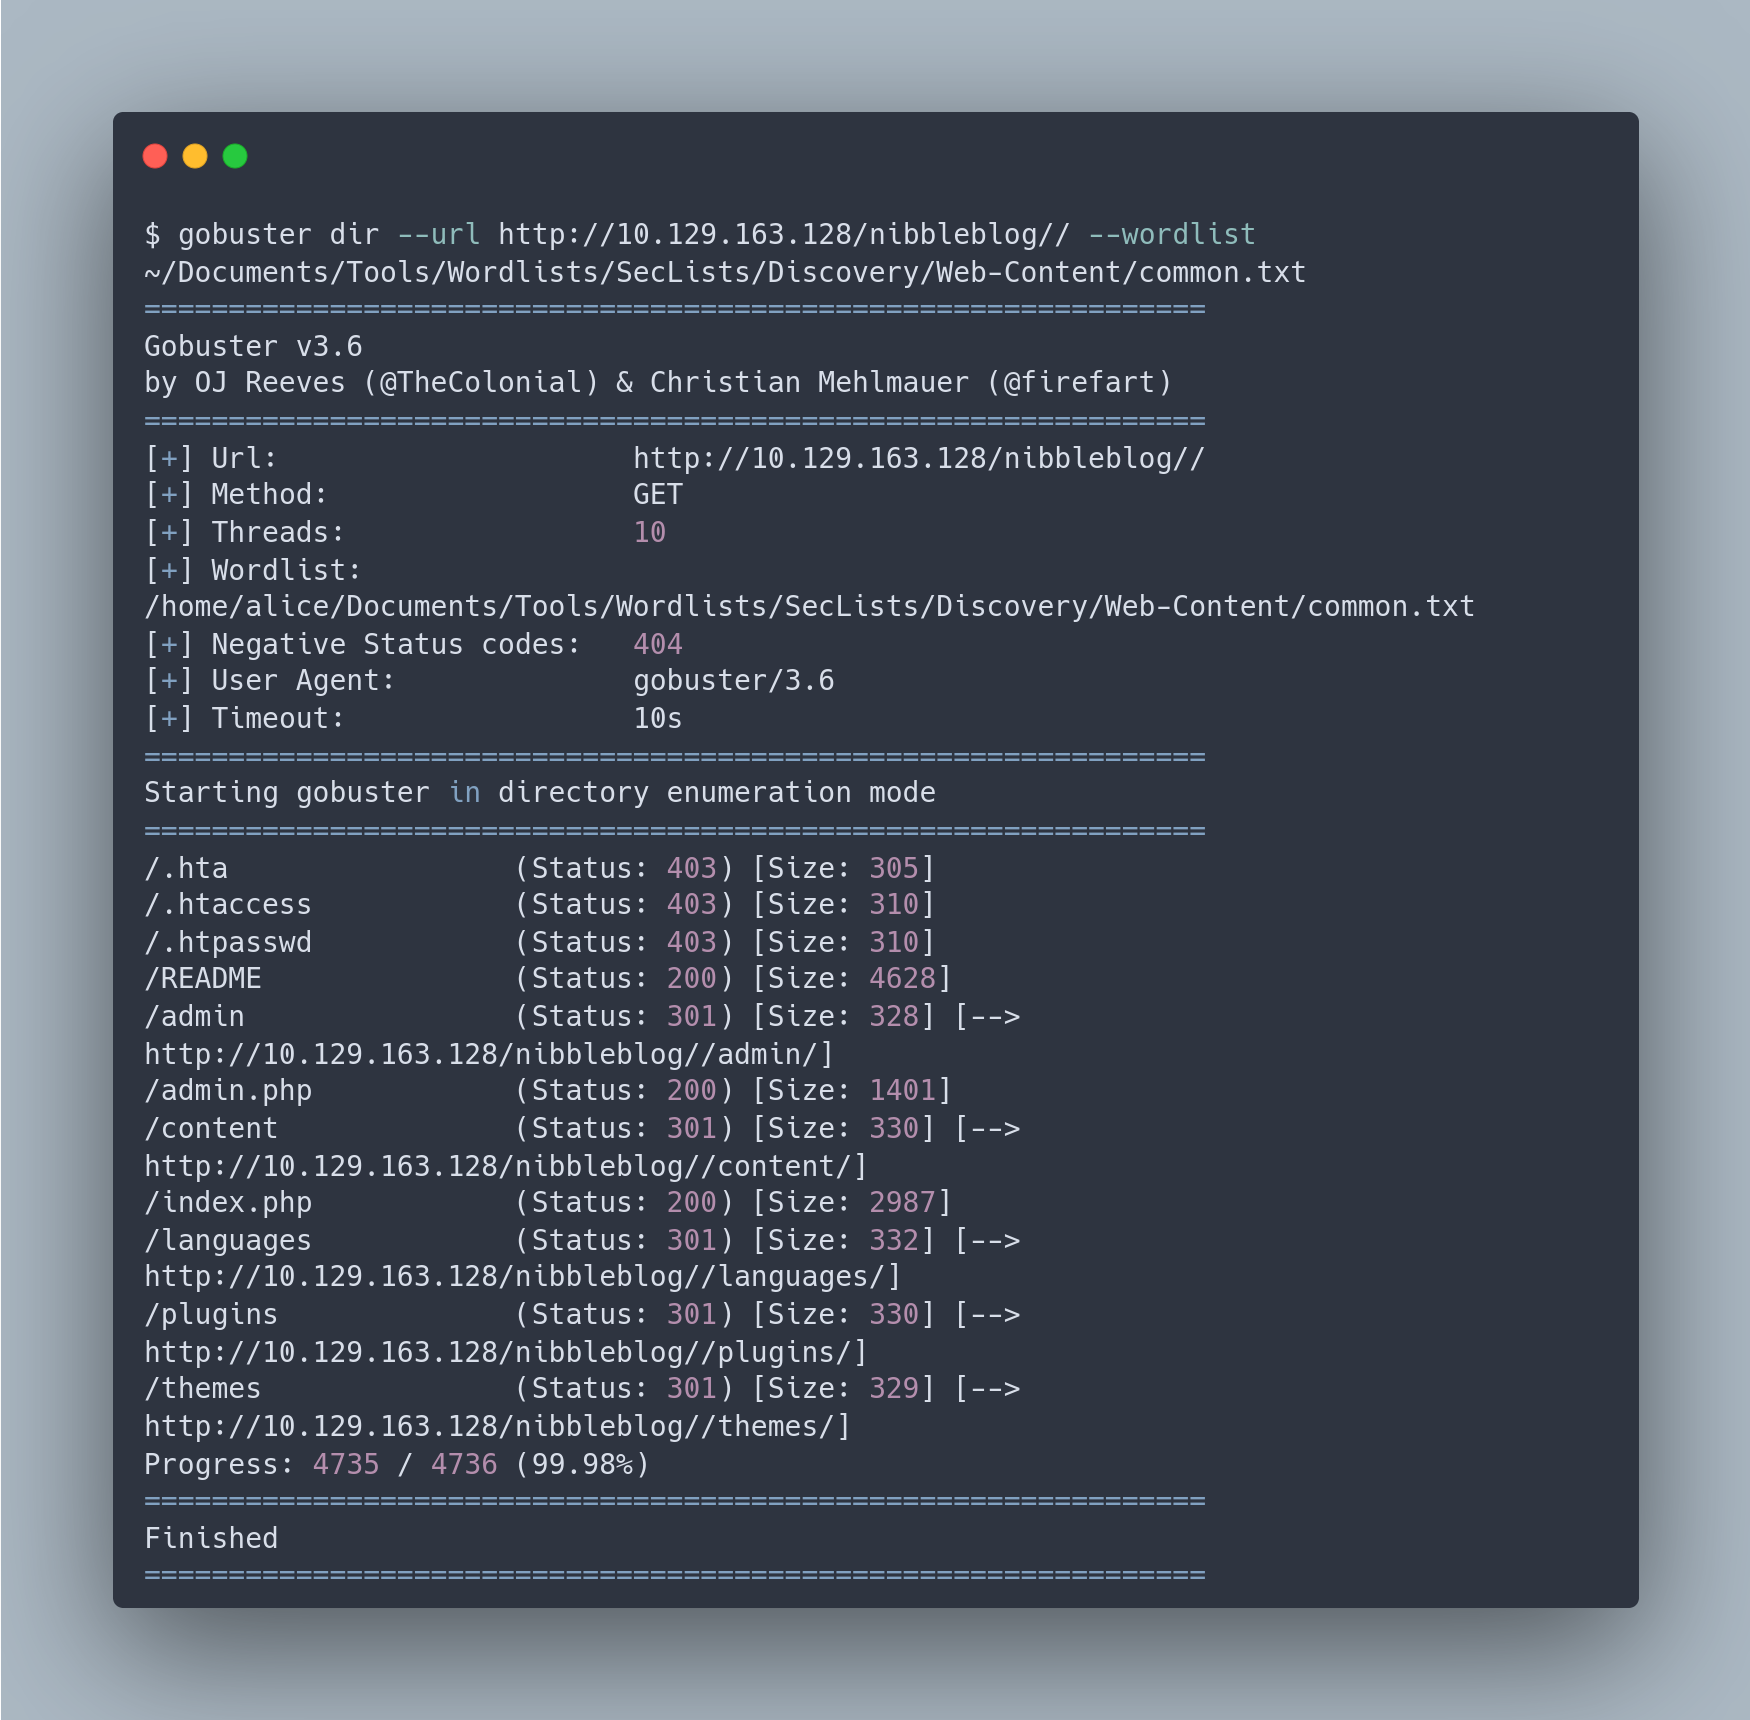 $ gobuster dir --url http://10.129.163.128/nibbleblog// --wordlist
~/Documents/Tools/Wordlists/SecLists/Discovery/Web-Content/common.txt
===============================================================
Gobuster v3.6
by OJ Reeves (@TheColonial) & Christian Mehlmauer (@firefart)
===============================================================
[+] Url:                     http://10.129.163.128/nibbleblog//
[+] Method:                  GET
[+] Threads:                 10
[+] Wordlist:
/home/alice/Documents/Tools/Wordlists/SecLists/Discovery/Web-Content/common.txt
[+] Negative Status codes:   404
[+] User Agent:              gobuster/3.6
[+] Timeout:                 10s
===============================================================
Starting gobuster in directory enumeration mode
===============================================================
/.hta                 (Status: 403) [Size: 305]
/.htaccess            (Status: 403) [Size: 310]
/.htpasswd            (Status: 403) [Size: 310]
/README               (Status: 200) [Size: 4628]
/admin                (Status: 301) [Size: 328] [-->
http://10.129.163.128/nibbleblog//admin/]
/admin.php            (Status: 200) [Size: 1401]
/content              (Status: 301) [Size: 330] [-->
http://10.129.163.128/nibbleblog//content/]
/index.php            (Status: 200) [Size: 2987]
/languages            (Status: 301) [Size: 332] [-->
http://10.129.163.128/nibbleblog//languages/]
/plugins              (Status: 301) [Size: 330] [-->
http://10.129.163.128/nibbleblog//plugins/]
/themes               (Status: 301) [Size: 329] [-->
http://10.129.163.128/nibbleblog//themes/]
Progress: 4735 / 4736 (99.98%)
===============================================================
Finished
===============================================================